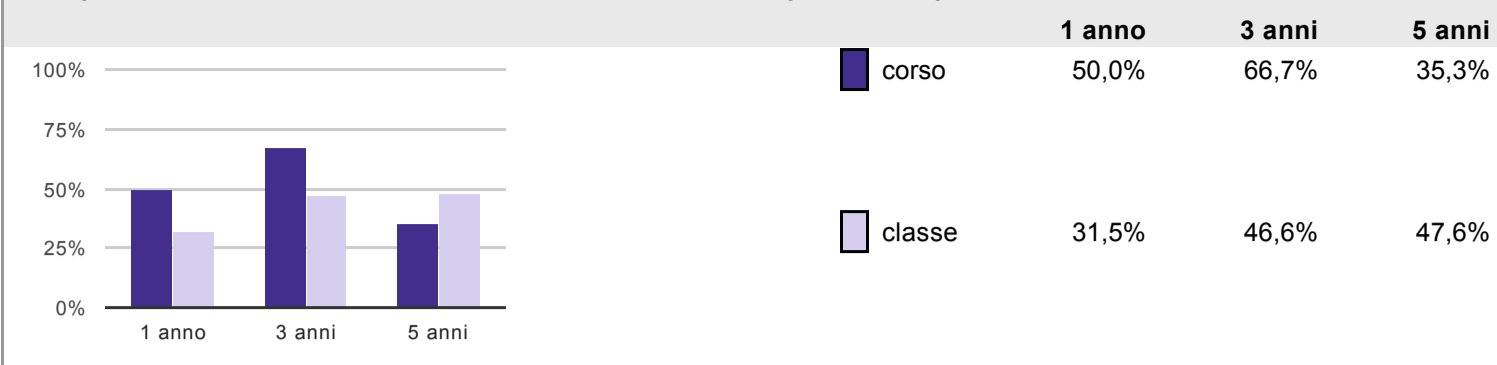 1 anno 3 anni 5 anni
100%
75%
50%
25%
0%
1 anno 3 anni 5 anni
corso 50,0% 66,7% 35,3%
classe 31,5% 46,6% 47,6%